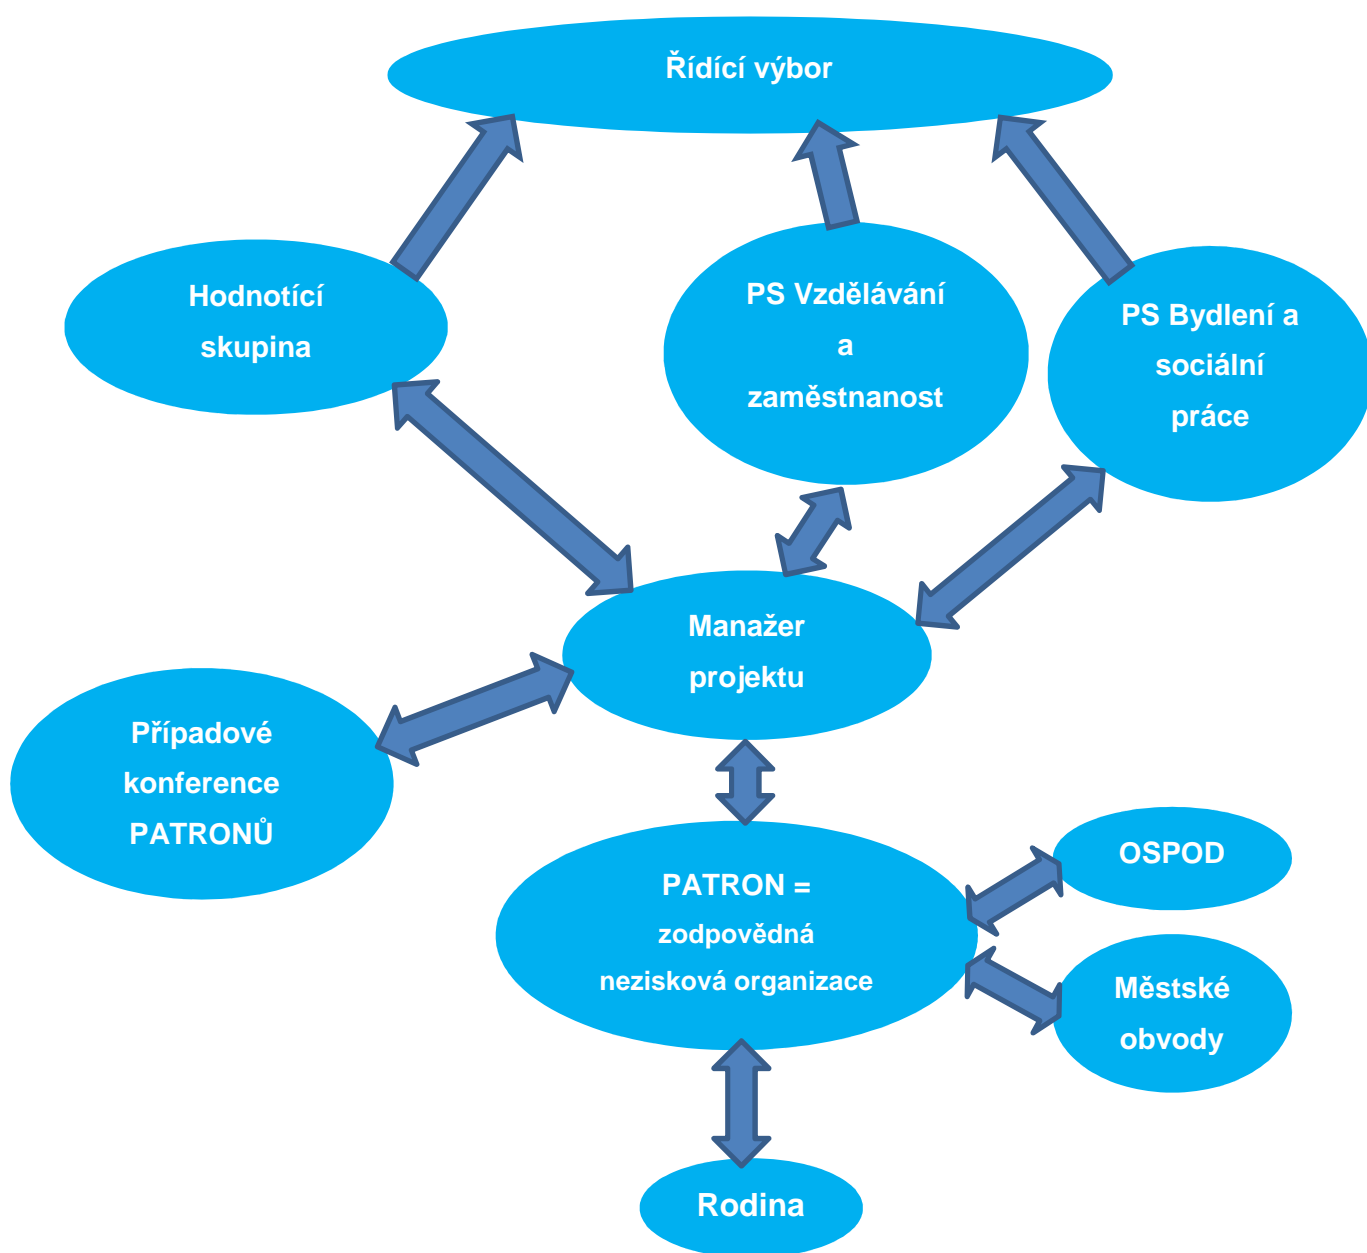 Řídící výbor
Hodnotící
skupina
PS Vzdělávání
a
zaměstnanost
PS Bydlení a
sociální
práce
Manažer
projektu
Případové
konference
PATRONŮ
PATRON =
zodpovědná
nezisková organizace
OSPOD
Městské
obvody
Rodina